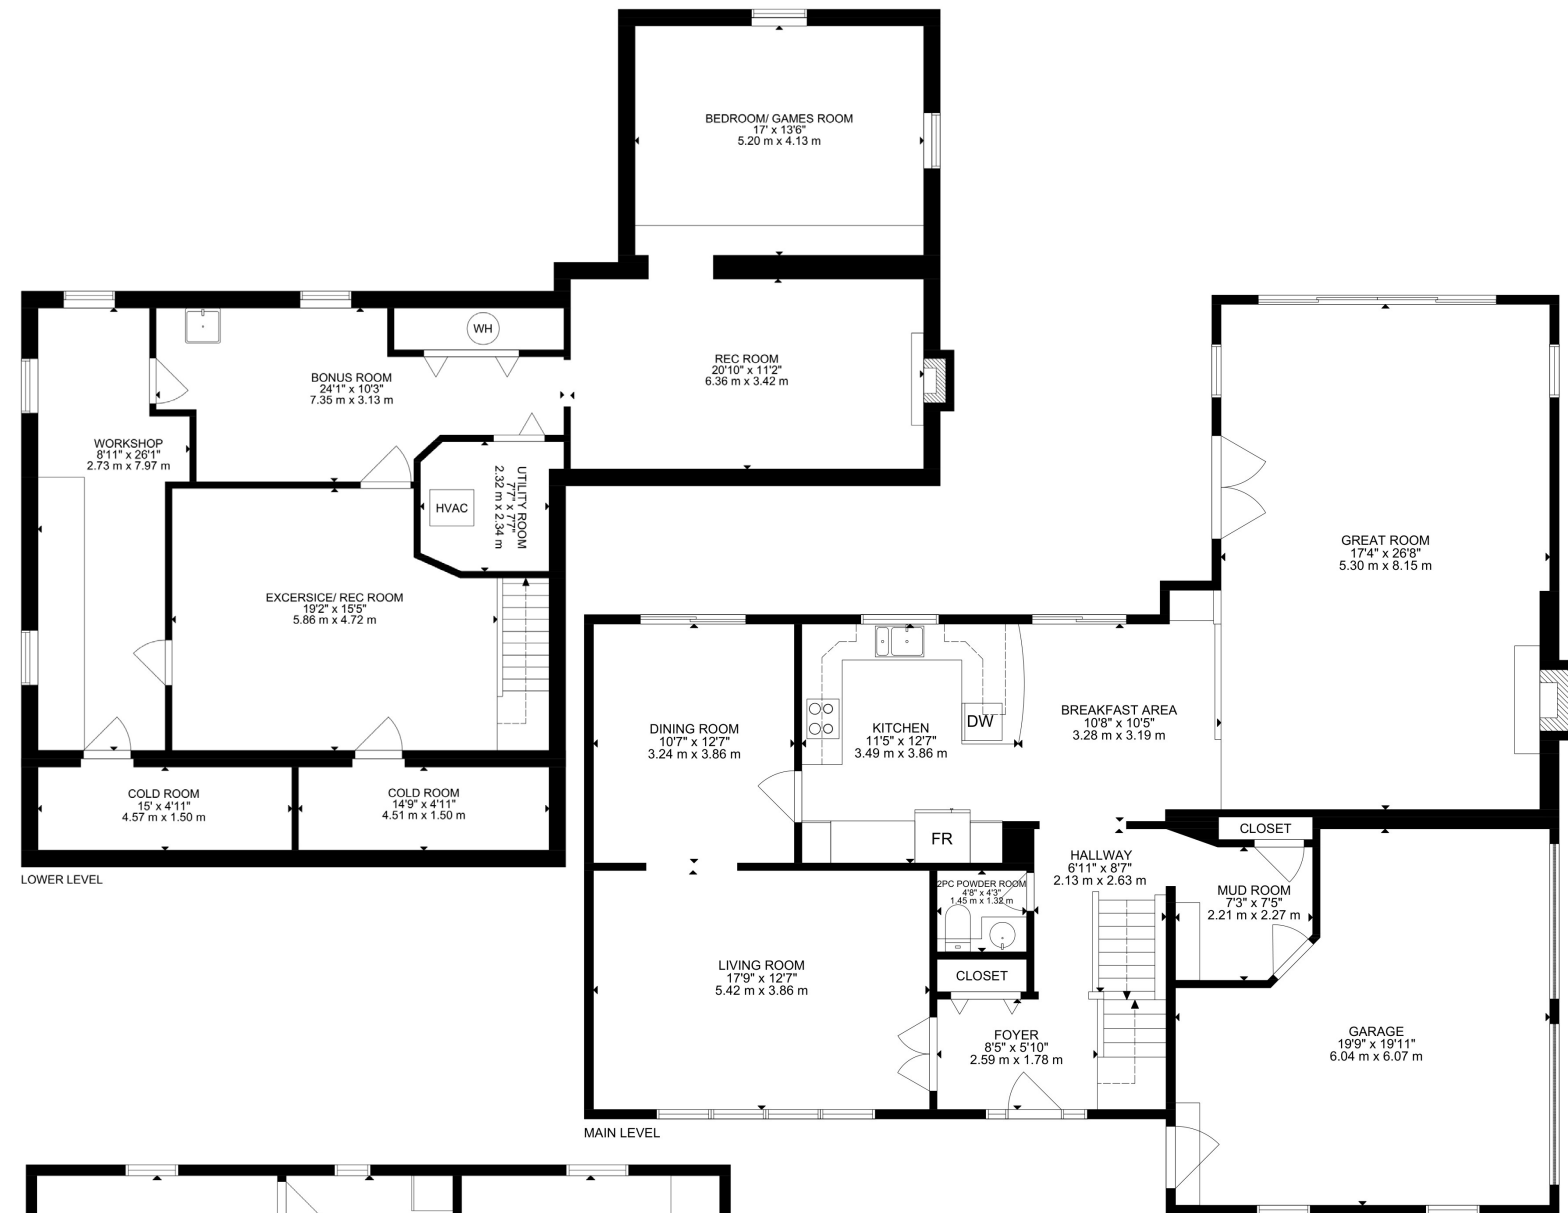 BEDROOM/ GAMES ROOM
17' x 13'6"
5.20 m x 4.13 m
WH
BONUS ROOM
24'1" x 10'3"
7.35 m x 3.13 m
REC ROOM
20'10" x 11'2"
6.36 m x 3.42 m
WORKSHOP
8'11" x 26'1"
2.73 m x 7.97 m
UTILITY ROOM
7'7" x 7'7"
2.32 m x 2.34 m
HVAC
EXCERSICE/ REC ROOM
19'2" x 15'5"
5.86 m x 4.72 m
COLD ROOM
15' x 4'11"
4.57 m x 1.50 m
COLD ROOM
14'9" x 4'11"
4.51 m x 1.50 m
LOWER LEVEL
GREAT ROOM
17'4" x 26'8"
5.30 m x 8.15 m
DINING ROOM
10'7" x 12'7"
3.24 m x 3.86 m
KITCHEN
11'5" x 12'7"
3.49 m x 3.86 m
DW
BREAKFAST AREA
10'8" x 10'5"
3.28 m x 3.19 m
FR
CLOSET
HALLWAY
6'11" x 8'7"
2.13 m x 2.63 m
2PC POWDER ROOM
4'8" x 4'3"
1.45 m x 1.32 m
MUD ROOM
7'3" x 7'5"
2.21 m x 2.27 m
LIVING ROOM
17'9" x 12'7"
5.42 m x 3.86 m
CLOSET
FOYER
8'5" x 5'10"
2.59 m x 1.78 m
GARAGE
19'9" x 19'11"
6.04 m x 6.07 m
MAIN LEVEL